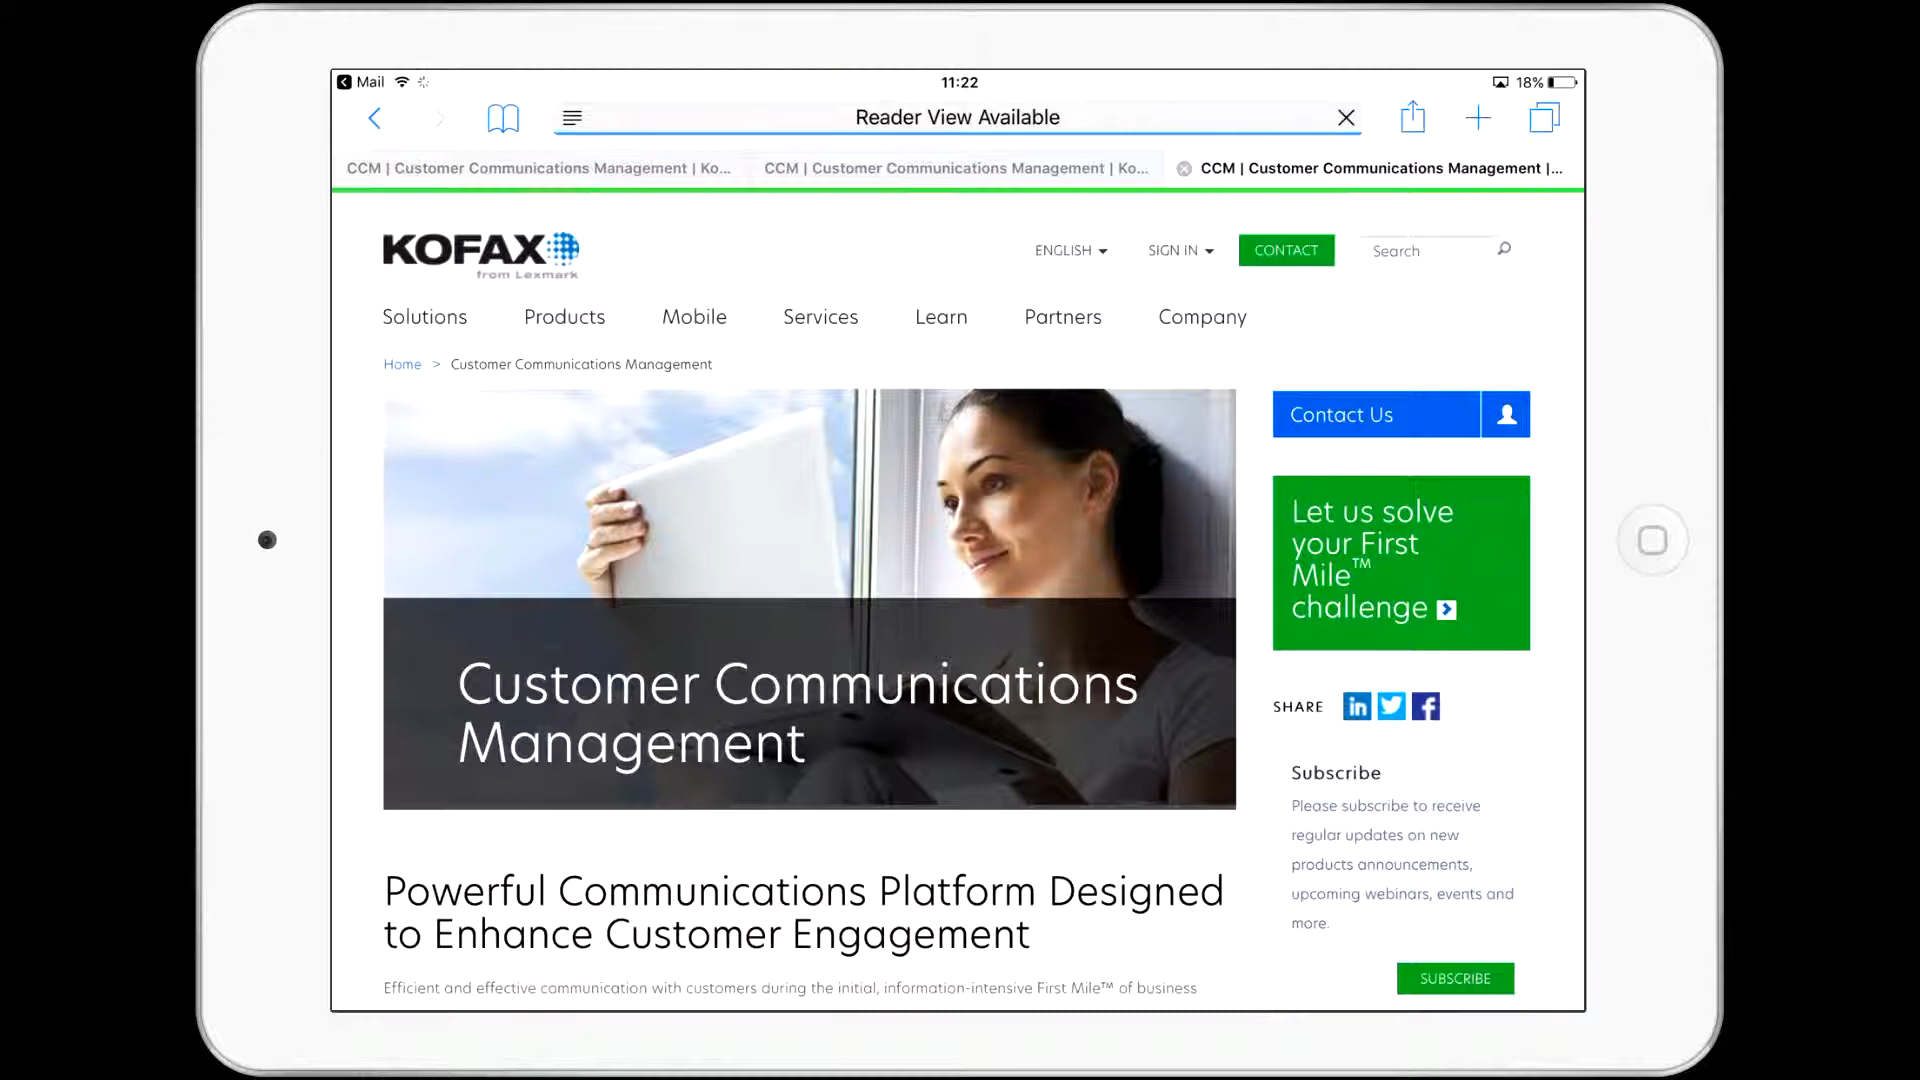 Mail
11:22
18%
Reader View Available
CCM | Customer Communications Management | Ko...
CCM | Customer Communications Management | Ko...
CCM | Customer Communications Management |...
KOFAX
from Lexmark
ENGLISH
SIGN IN
CONTACT
Search
Solutions
Products
Mobile
Services
Learn
Partners
Company
Home > Customer Communications Management
Customer Communications
Management
Contact Us
Let us solve
your First
Mile™
challenge
SHARE
in
f
Subscribe
Please subscribe to receive
regular updates on new
products announcements,
upcoming webinars, events and
more.
SUBSCRIBE
Powerful Communications Platform Designed
to Enhance Customer Engagement
Efficient and effective communication with customers during the initial, information-intensive First Mile™ of business